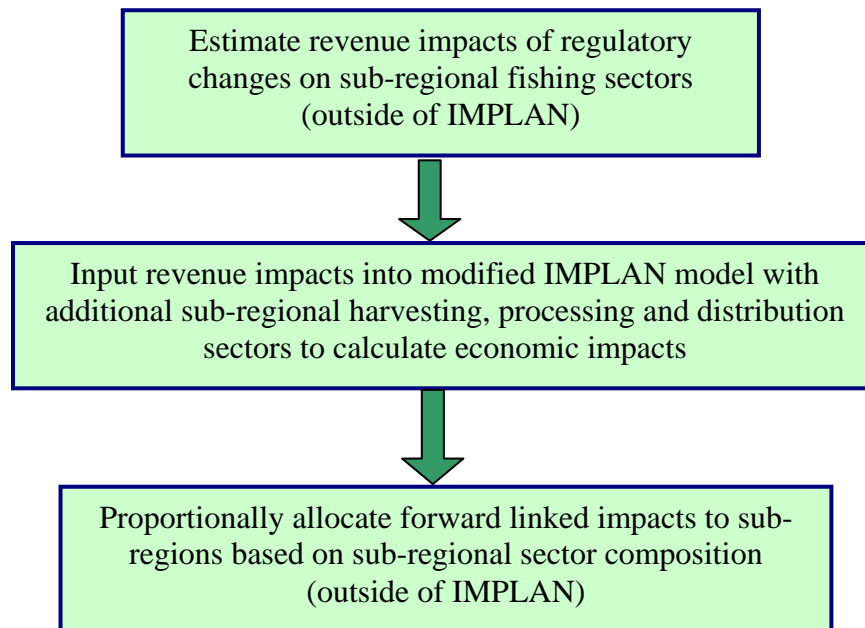 Estimate revenue impacts of regulatory
changes on sub-regional fishing sectors
(outside of IMPLAN)
Input revenue impacts into modified IMPLAN model with
additional sub-regional harvesting, processing and distribution
sectors to calculate economic impacts
Proportionally allocate forward linked impacts to sub-
regions based on sub-regional sector composition
(outside of IMPLAN)